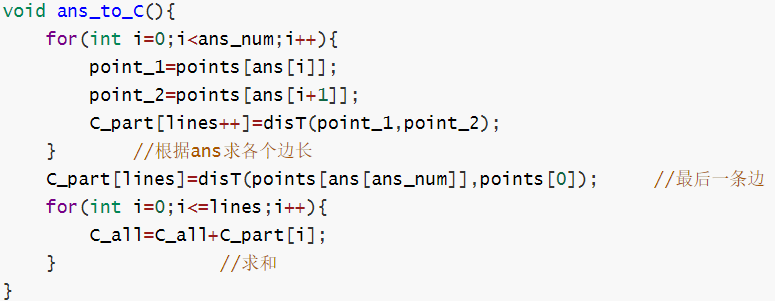 void ans_to_C(){
    for(int i=0;i<ans_num;i++){
        point_1=points[ans[i]];
        point_2=points[ans[i+1]];
        C_part[lines++]=disT(point_1,point_2);
    }       //根据ans求各个边长
    C_part[lines]=disT(points[ans[ans_num]],points[0]);     //最后一条边
    for(int i=0;i<=lines;i++){
        C_all=C_all+C_part[i];
    }               //求和
}